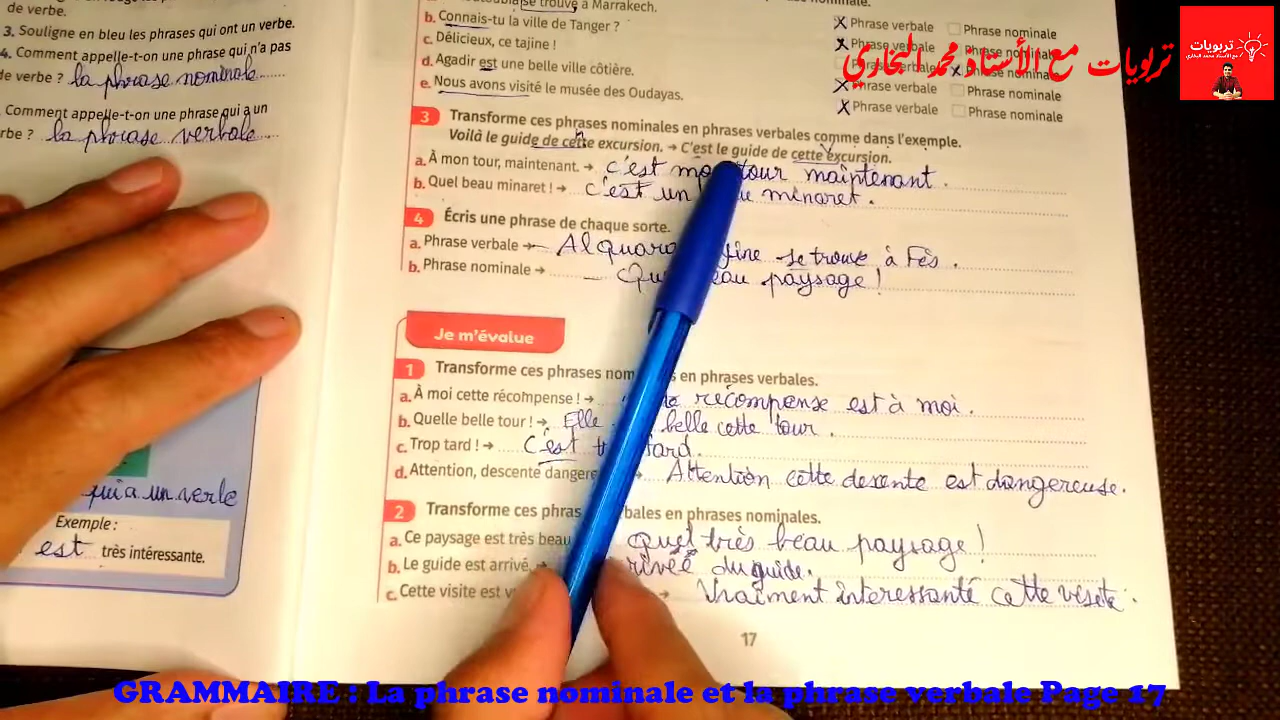 de verbe.
3. Souligne en bleu les phrases qui ont un verbe.
4. Comment appelle-t-on une phrase qui n'a pas
de verbe ? la phrase nominale
Comment appelle-t-on une phrase qui a un
rbe ? la phrase verbale
qui a un verbe
Exemple :
est très intéressante.
se trouve à Marrakech.
b. Connais-tu la ville de Tanger ?
X Phrase verbale Phrase nominale
c. Délicieux, ce tajine !
X Phrase verbale Phrase nominale
d. Agadir est une belle ville côtière.
X Phrase nominale
e. Nous avons visité le musée des Oudayas.
X Phrase verbale Phrase nominale
X Phrase verbale Phrase nominale
3 Transforme ces phrases nominales en phrases verbales comme dans l'exemple.
Voilà le guide de cette excursion. → C'est le guide de cette excursion.
a. À mon tour, maintenant. → c'est tour maintenant.
b. Quel beau minaret ! → c'est un minaret.
4 Écris une phrase de chaque sorte.
a. Phrase verbale → se trouve à Fès.
b. Phrase nominale → paysage !
Je m'évalue
1 Transforme ces phrases en phrases verbales.
a. À moi cette récompense ! → récompense est à moi.
b. Quelle belle tour ! → Elle belle cette tour.
c. Trop tard ! → C'est tard.
d. Attention, descente → Attention cette descente est dangereuse.
2 Transforme ces en phrases nominales.
a. Ce paysage est très beau Quel très beau paysage !
b. Le guide est arrivé. → du guide.
c. Cette visite est → Vraiment interessante cette visite.
17
تربويات مع الأستاذ محمد البخاري
تربويات
مع الأستاذ محمد البخاري
GRAMMAIRE : La phrase nominale et la phrase verbale Page 17